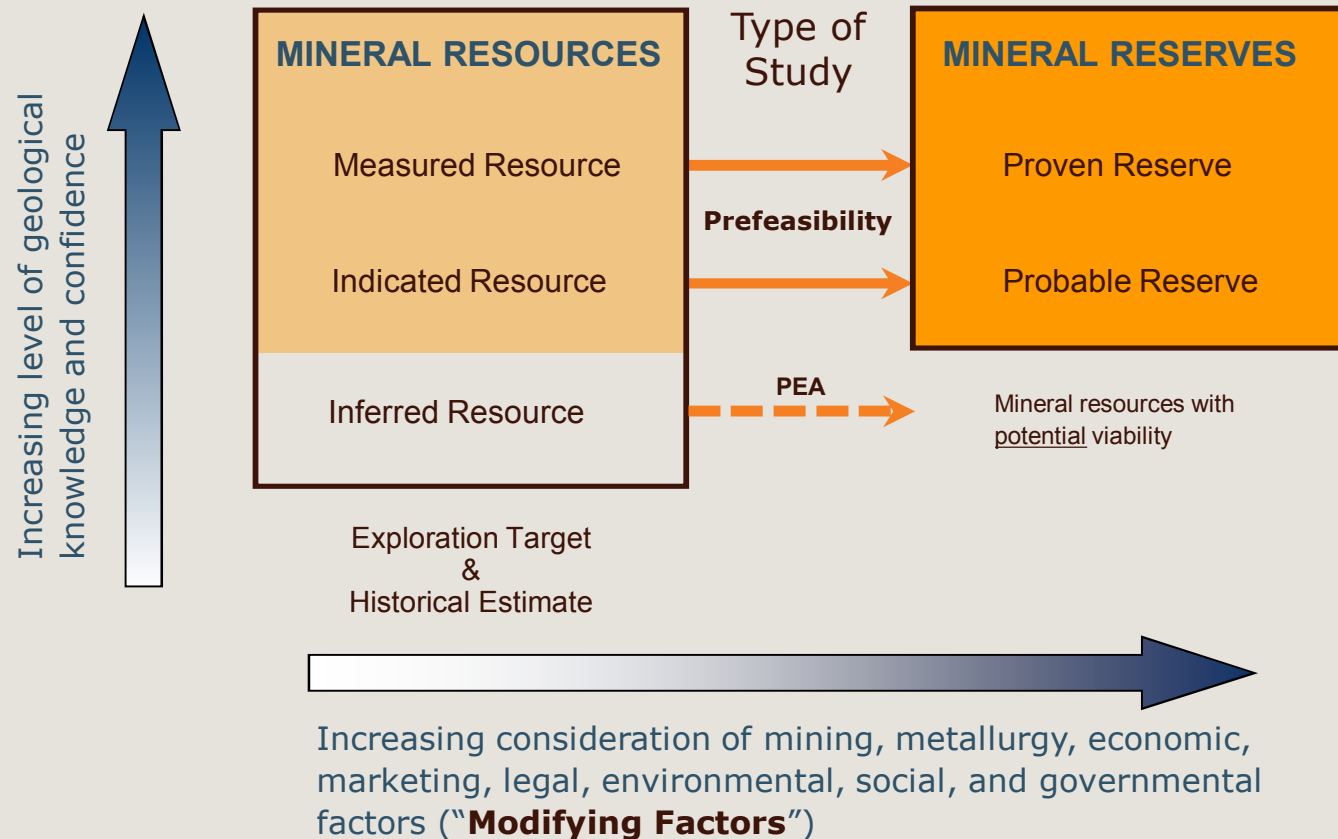 Increasing level of geological
knowledge and confidence
MINERAL RESOURCES
Measured Resource
Indicated Resource
Inferred Resource
Exploration Target
&
Historical Estimate
Type of
Study
Prefeasibility
PEA
MINERAL RESERVES
Proven Reserve
Probable Reserve
Mineral resources with
potential viability
Increasing consideration of mining, metallurgy, economic,
marketing, legal, environmental, social, and governmental
factors (“Modifying Factors”)